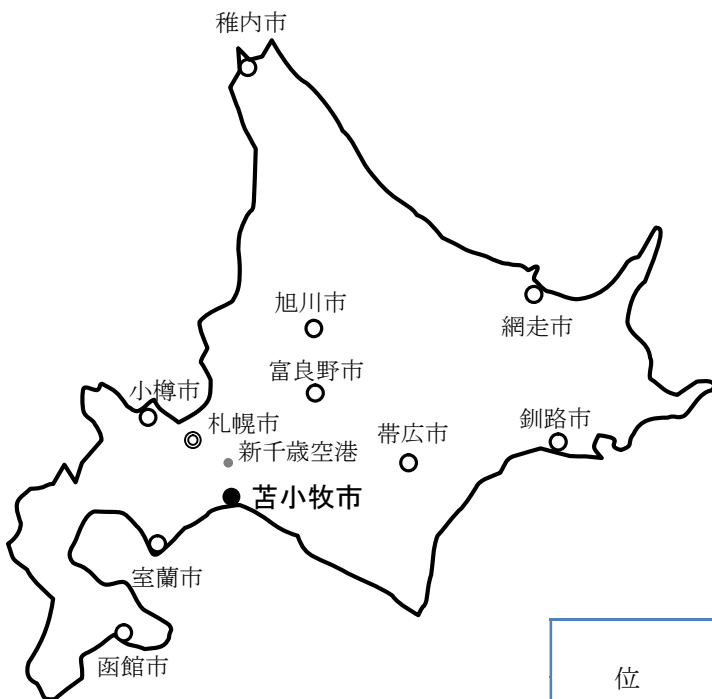 稚内市
旭川市
網走市
富良野市
小樽市
札幌市
帯広市
釧路市
新千歳空港
苫小牧市
室蘭市
函館市
位